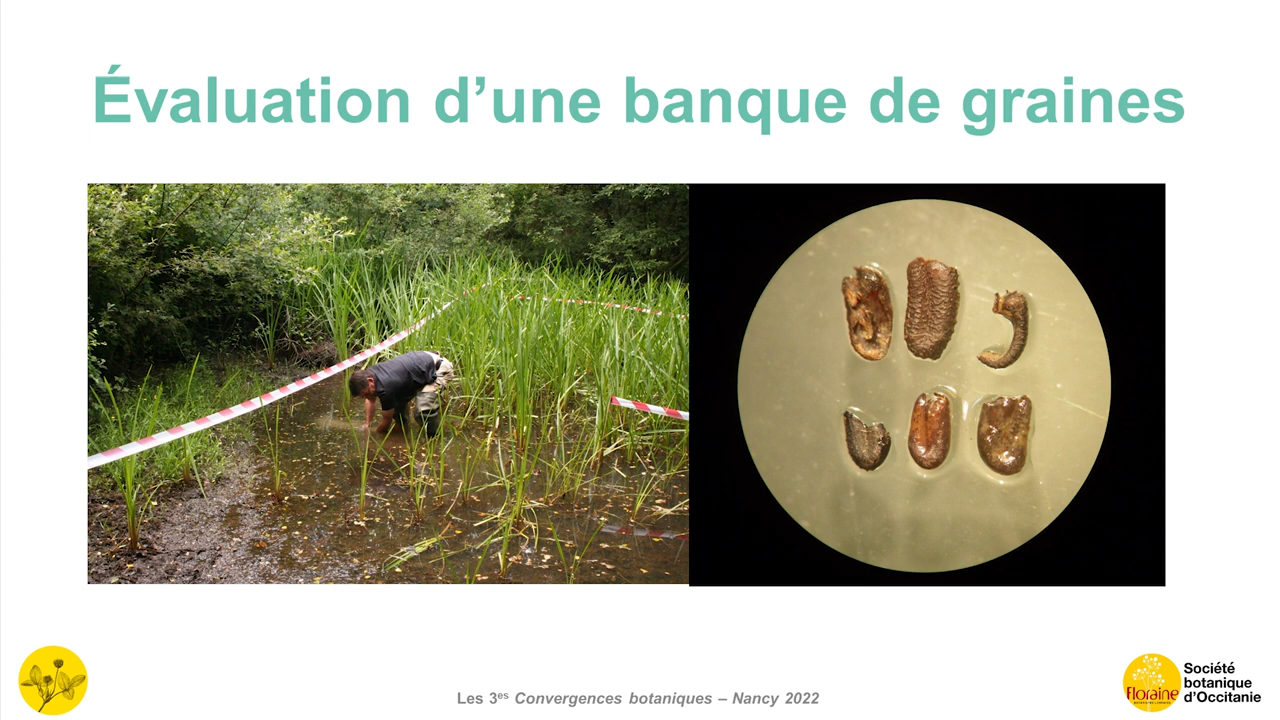 Évaluation d’une banque de graines
Les 3es Convergences botaniques – Nancy 2022
Floraine
Société
botanique
d’Occitanie